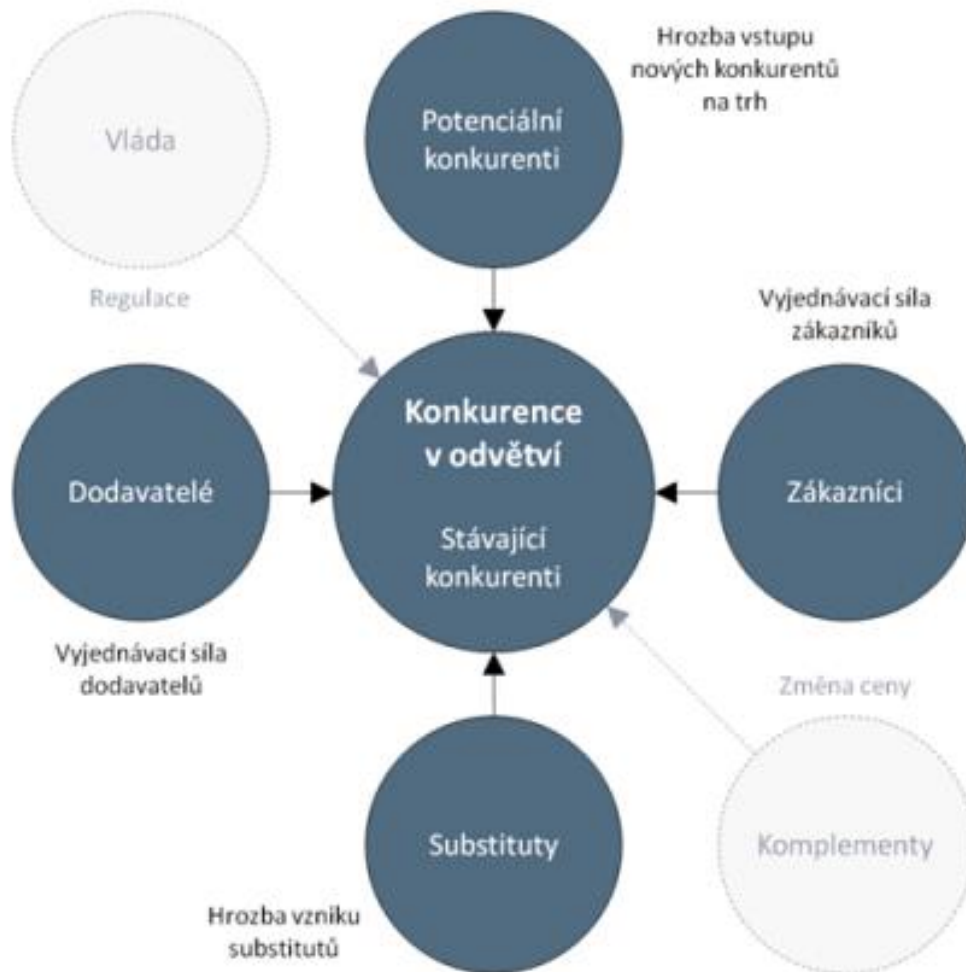 Hrozba vstupu
nových konkurentů
na trh
Vláda
Potenciální
konkurenti
Regulace
Vyjednávací síla
zákazníků
Konkurence
v odvětví
Dodavatelé
Zákazníci
Stávající
konkurenti
Vyjednávací síla
dodavatelů
Změna ceny
Substituty
Komplementy
Hrozba vzniku
substitutů